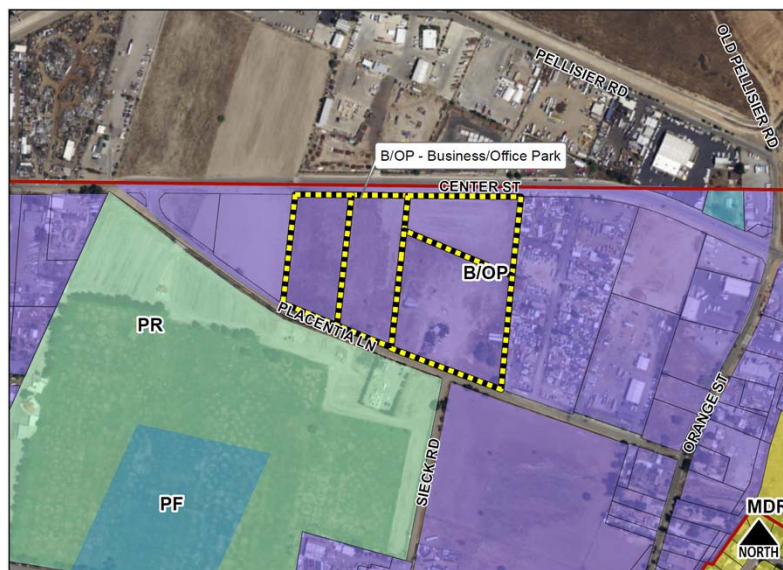 OLD PELLISIER RD
PELLISIER RD
B/OP - Business/Office Park
CENTER ST
B/OP
PLACENTIA LN
PR
ORANGE ST
SIECK RD
PF
MDR
NORTH